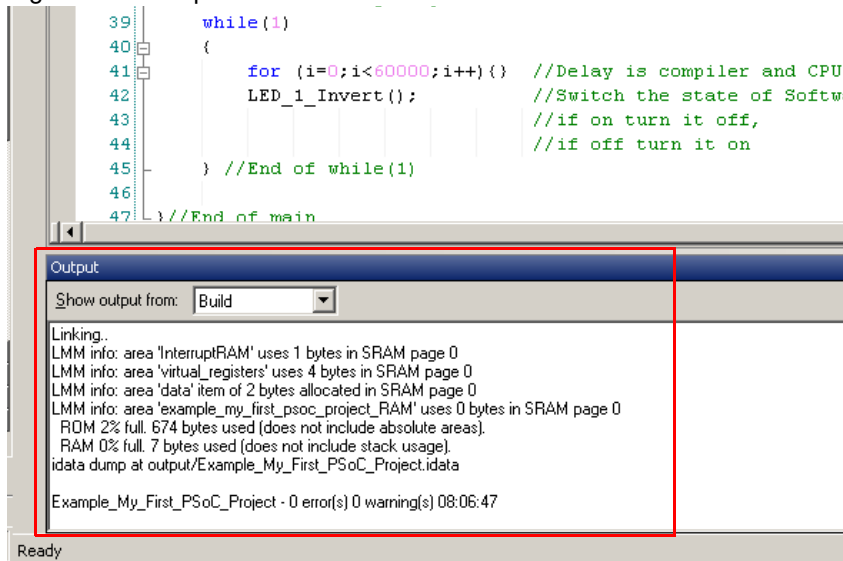 39 while(1)
40 {
41 for (i=0;i<60000;i++){} //Delay is compiler and CPU
42 LED_1_Invert(); //Switch the state of
43 //if on turn it off,
44 //if off turn it on
45 } //End of while(1)
46
47 }//End of main
Output
Show output from: Build
Linking..
LMM info: area 'InterruptRAM' uses 1 bytes in SRAM page 0
LMM info: area 'virtual_registers' uses 4 bytes in SRAM page 0
LMM info: area 'data' item of 2 bytes allocated in SRAM page 0
LMM info: area 'example_my_first_psoc_project_RAM' uses 0 bytes in SRAM page 0
ROM 2% full. 674 bytes used (does not include absolute areas).
RAM 0% full. 7 bytes used (does not include stack usage).
idata dump at output/Example_My_First_PSoC_Project.idata
Example_My_First_PSoC_Project - 0 error(s) 0 warning(s) 08:06:47
Ready